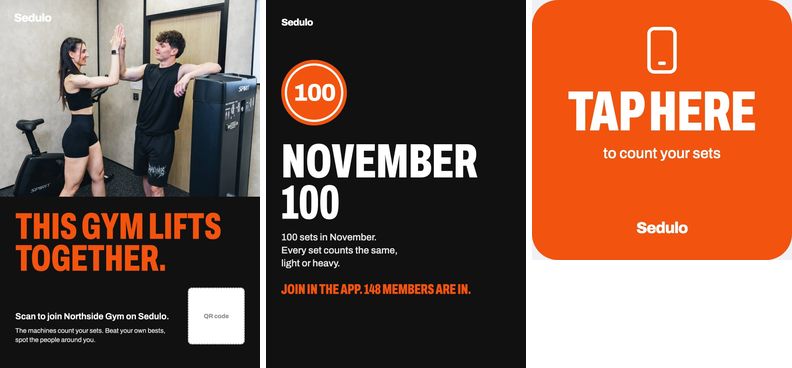 Sedulo
SPIRIT
SPIRIT
THIS GYM LIFTS
TOGETHER.
Scan to join Northside Gym on Sedulo.
The machines count your sets. Beat your own bests,
spot the people around you.
QR code
Sedulo
100
NOVEMBER
100
100 sets in November.
Every set counts the same,
light or heavy.
JOIN IN THE APP. 148 MEMBERS ARE IN.
TAP HERE
to count your sets
Sedulo